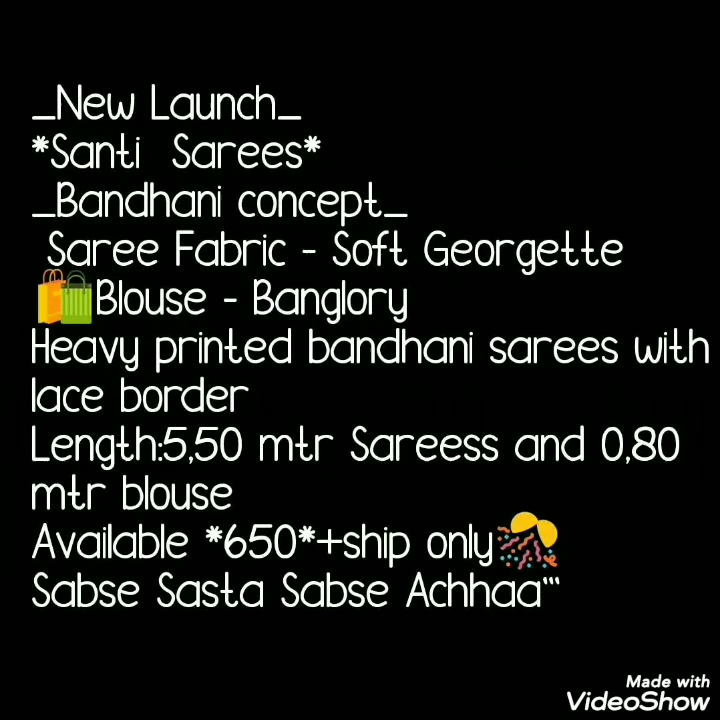 _New Launch_
*Santi Sarees*
_Bandhani concept_
Saree Fabric - Soft Georgette
🛍Blouse - Banglory
Heavy printed bandhani sarees with
lace border
Length:5,50 mtr Sareess and 0,80
mtr blouse
Available *650*+ship only🎊
Sabse Sasta Sabse Achhaa"'
Made with
VideoShow